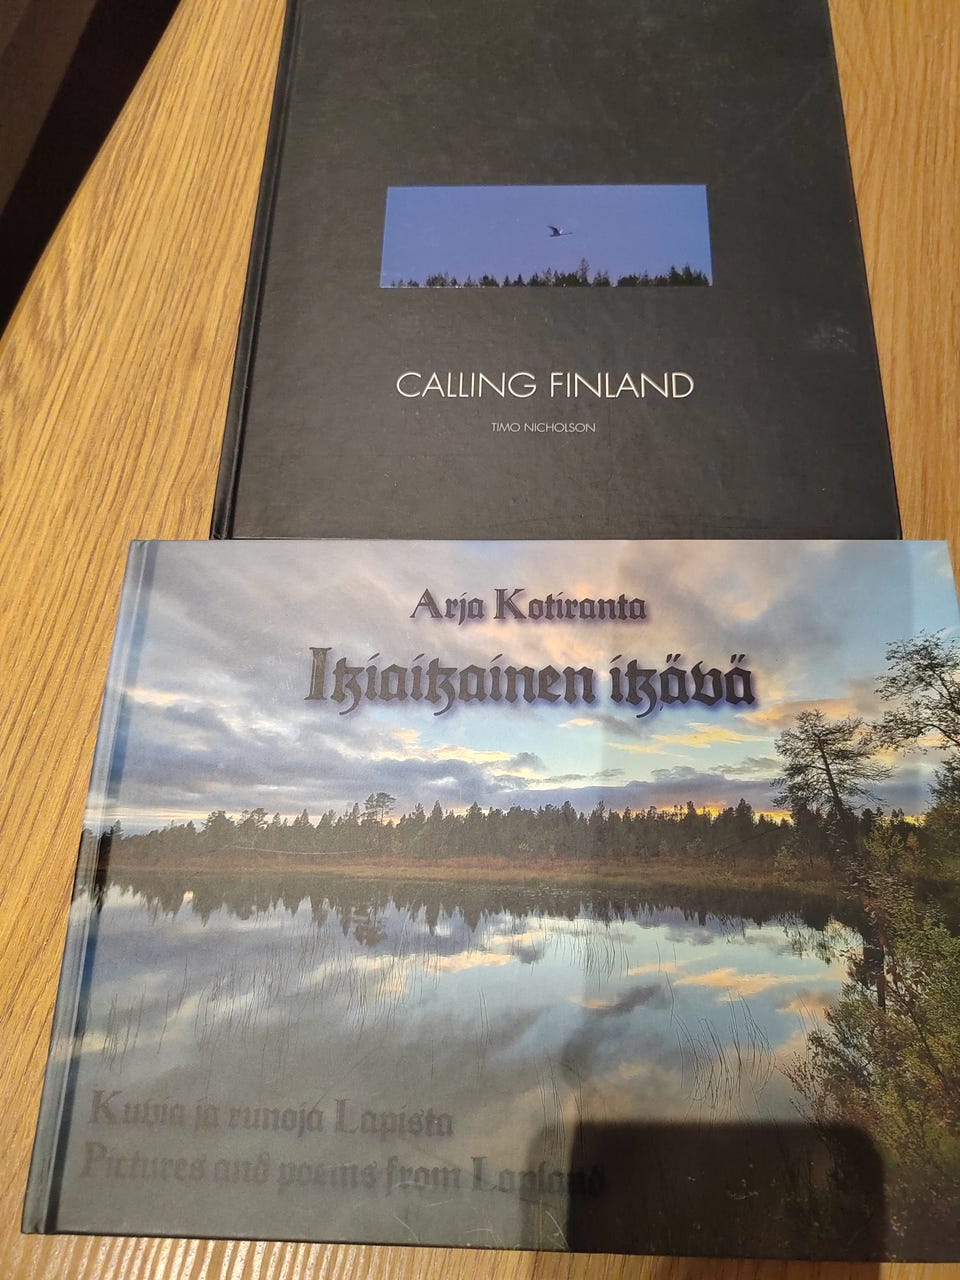 CALLING FINLAND
TIMO NICHOLSON
Arja Kotiranta
Ikiaikainen ikävä
Kuvia ja runoja Lapista
Pictures and poems from Lapland